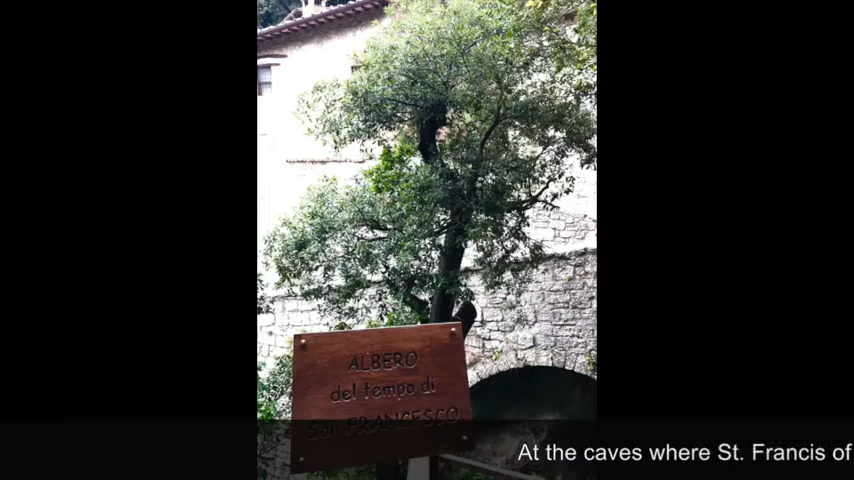 ALBERO
del tempo di
San FRANCESCO
At the caves where St. Francis of